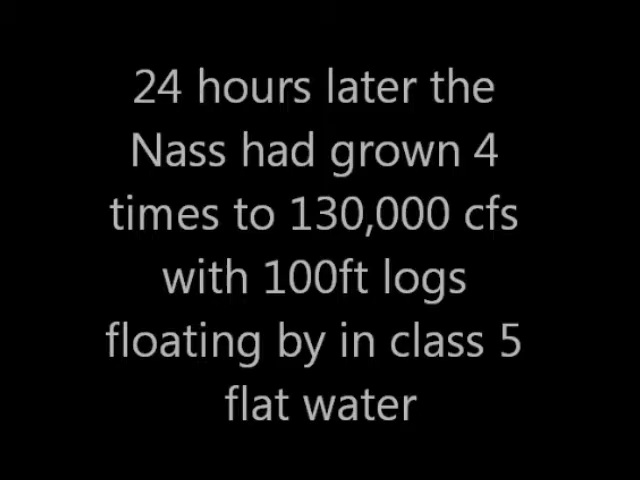 24 hours later the
Nass had grown 4
times to 130,000 cfs
with 100ft logs
floating by in class 5
flat water